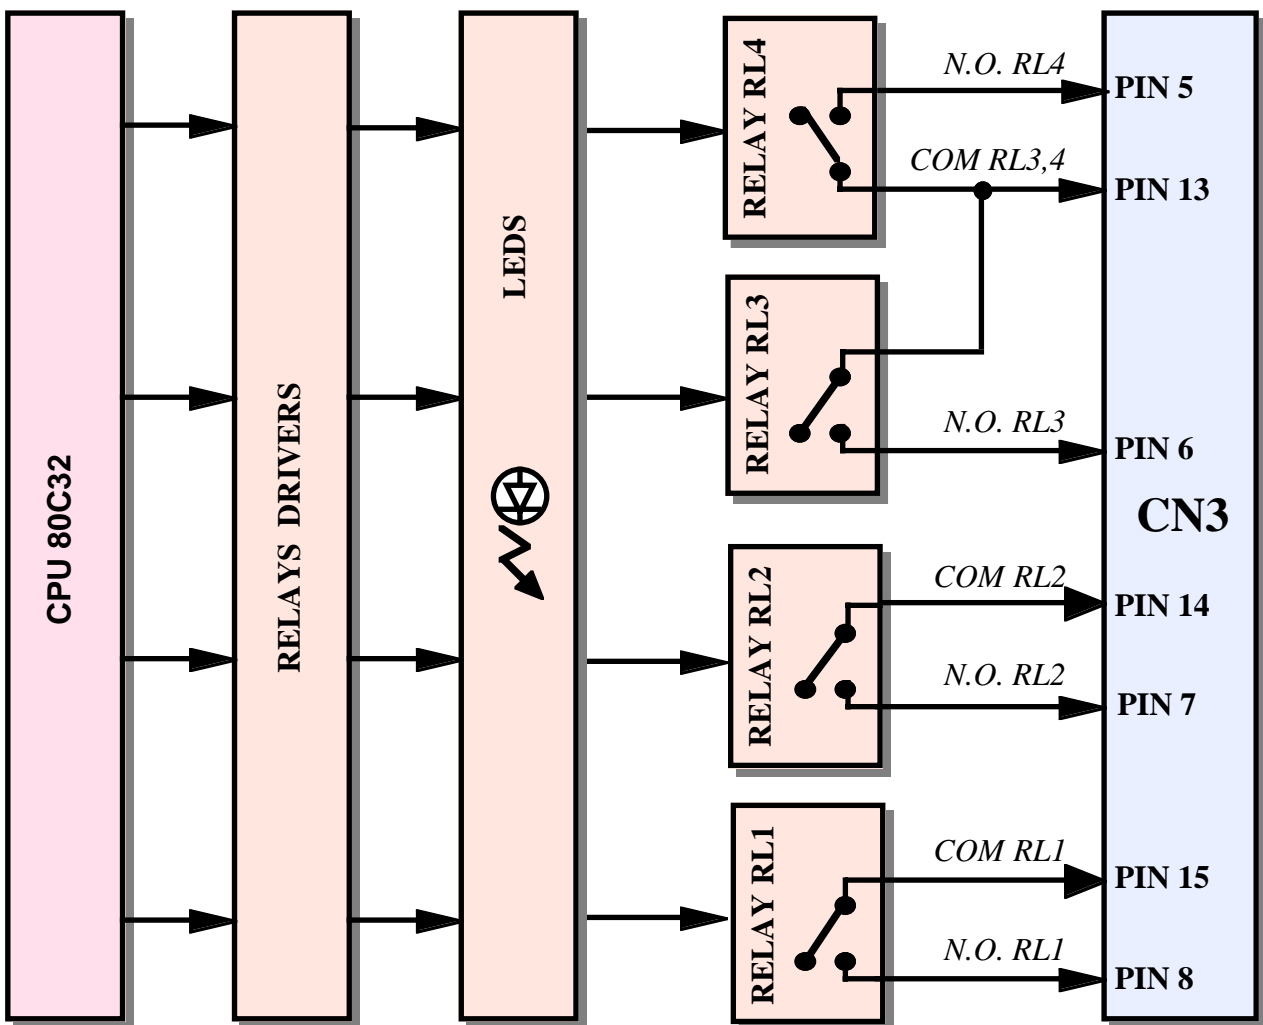 CPU 80C32
RELAYS DRIVERS
LEDS
RELAY RL4
N.O. RL4
PIN 5
COM RL3,4
PIN 13
RELAY RL3
N.O. RL3
PIN 6
CN3
RELAY RL2
COM RL2
PIN 14
N.O. RL2
PIN 7
RELAY RL1
COM RL1
PIN 15
N.O. RL1
PIN 8